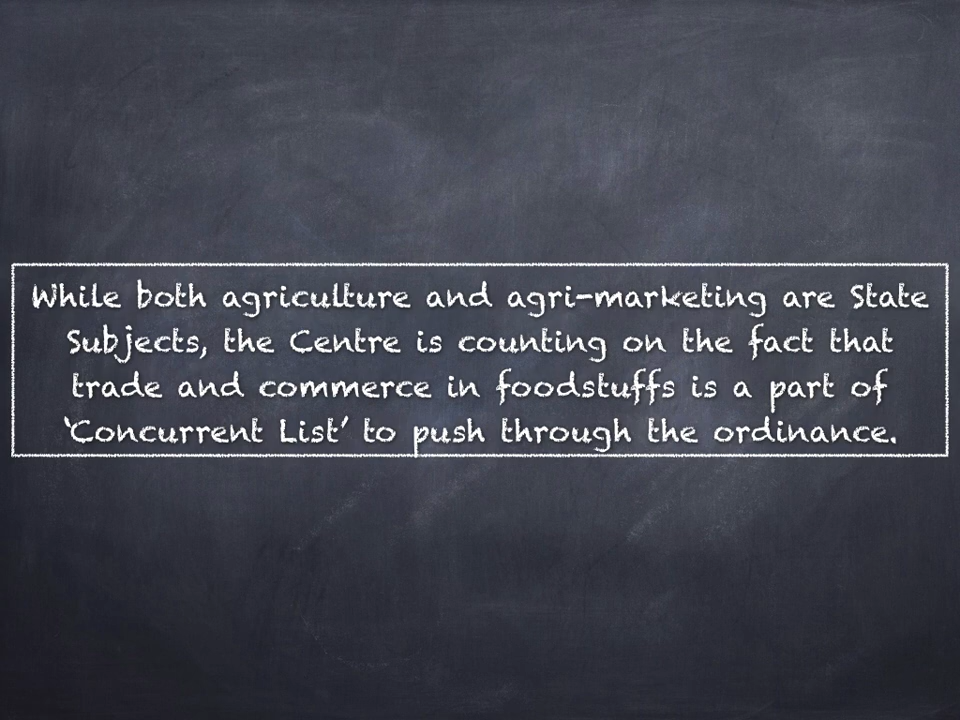 While both agriculture and agri-marketing are State
Subjects, the Centre is counting on the fact that
trade and commerce in foodstuffs is a part of
‘Concurrent List’ to push through the ordinance.